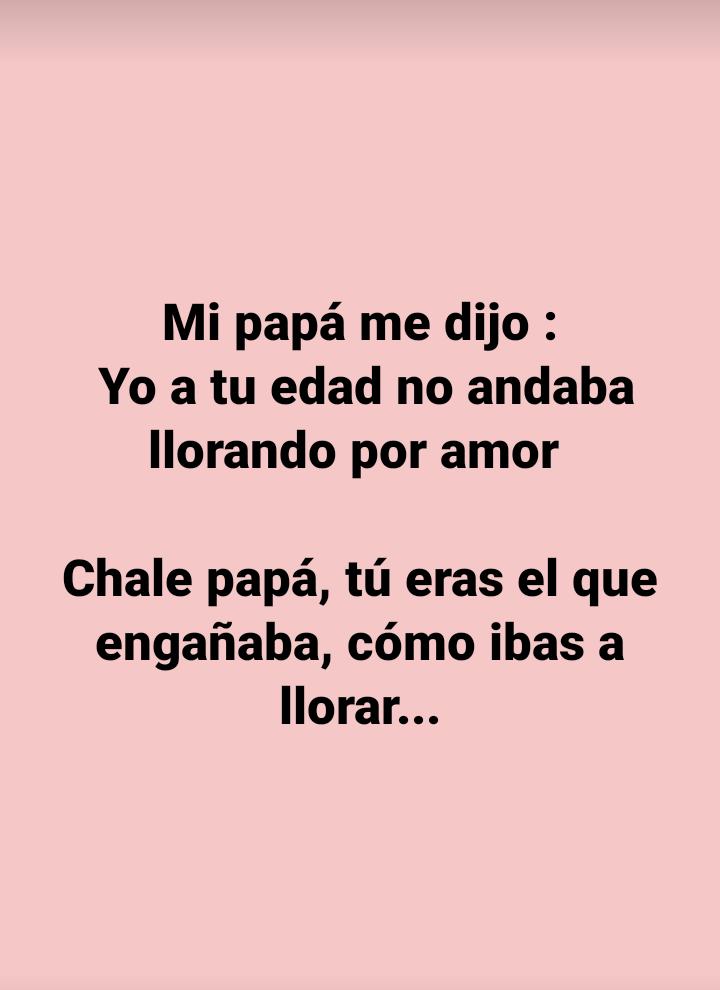 Mi papá me dijo :
Yo a tu edad no andaba
llorando por amor
Chale papá, tú eras el que
engañaba, cómo ibas a
llorar...